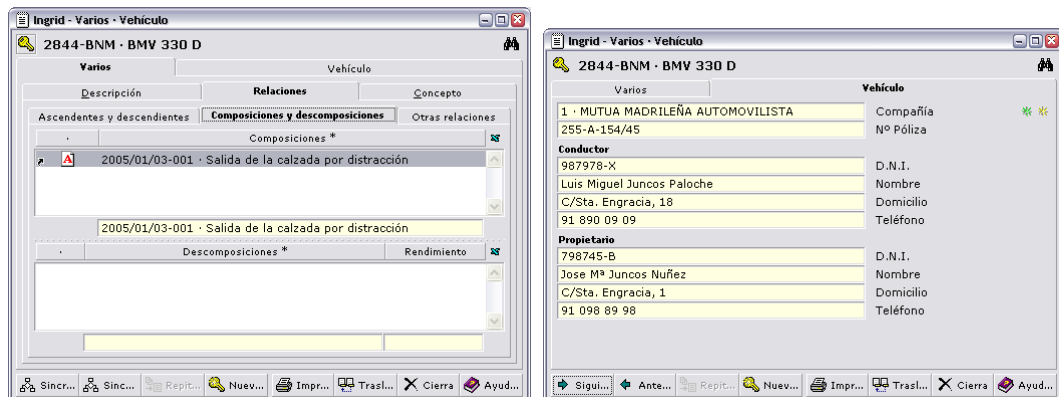 Ingrid - Varios · Vehículo
2844-BNM · BMV 330 D
Varios Vehículo
Descripción Relaciones Concepto
Ascendentes y descendientes Composiciones y descomposiciones Otras relaciones
· Composiciones *
A 2005/01/03-001 · Salida de la calzada por distracción
2005/01/03-001 · Salida de la calzada por distracción
· Descomposiciones * Rendimiento
Sincr... Sinc... Repit... Nuev... Impr... Trasl... Cierra Ayud...
Ingrid - Varios · Vehículo
2844-BNM · BMV 330 D
Varios Vehículo
1 · MUTUA MADRILEÑA AUTOMOVILISTA Compañía
255-A-154/45 Nº Póliza
Conductor
987978-X D.N.I.
Luis Miguel Juncos Paloche Nombre
C/Sta. Engracia, 18 Domicilio
91 890 09 09 Teléfono
Propietario
798745-B D.N.I.
Jose Mª Juncos Nuñez Nombre
C/Sta. Engracia, 1 Domicilio
91 098 89 98 Teléfono
Sigui... Ante... Repit... Nuev... Impr... Trasl... Cierra Ayud...